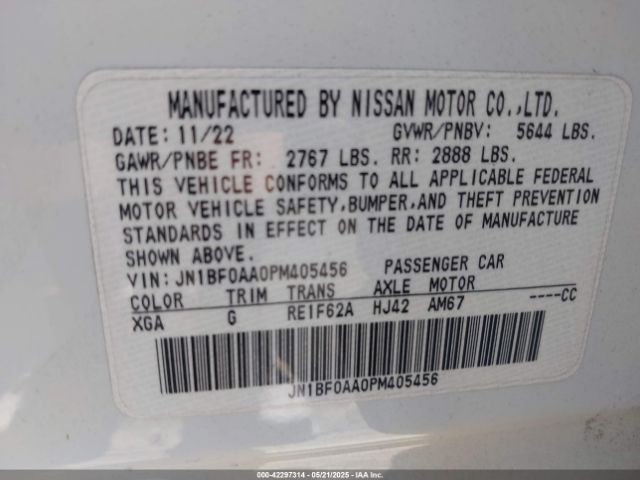 MANUFACTURED BY NISSAN MOTOR CO.,LTD.
DATE: 11/22 GVWR/PNBV: 5644 LBS.
GAWR/PNBE FR: 2767 LBS. RR: 2888 LBS.
THIS VEHICLE CONFORMS TO ALL APPLICABLE FEDERAL
MOTOR VEHICLE SAFETY,BUMPER,AND THEFT PREVENTION
STANDARDS IN EFFECT ON THE DATE OF MANUFACTURE
SHOWN ABOVE.
VIN: JN1BF0AA0PM405456 PASSENGER CAR
COLOR TRIM TRANS AXLE MOTOR
XGA G RE1F62A HJ42 AM67 ----CC
JN1BF0AA0PM405456
000-42297314 - 05/21/2025 - IAA Inc.